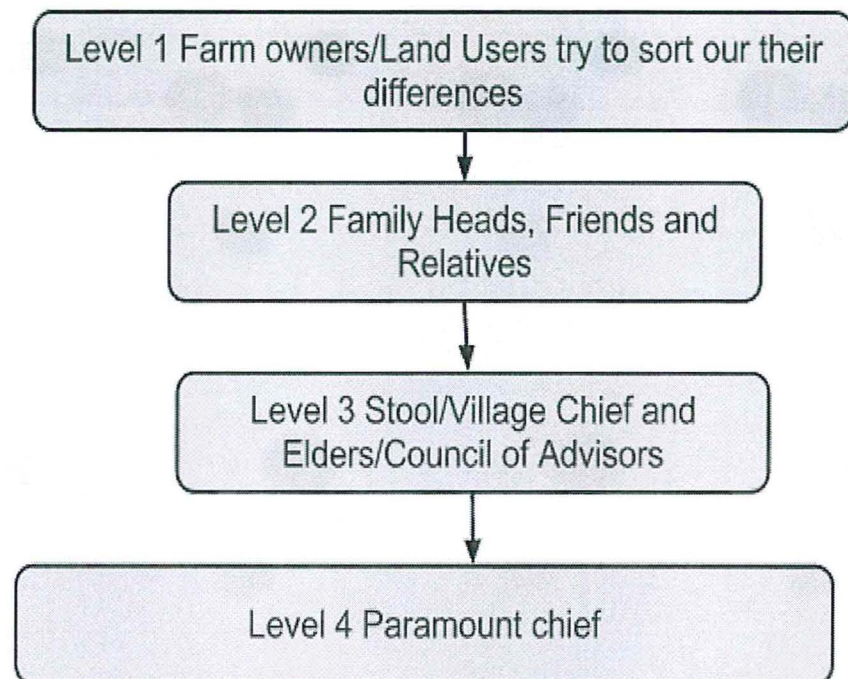 Level 1 Farm owners/Land Users try to sort our their
differences
Level 2 Family Heads, Friends and
Relatives
Level 3 Stool/Village Chief and
Elders/Council of Advisors
Level 4 Paramount chief